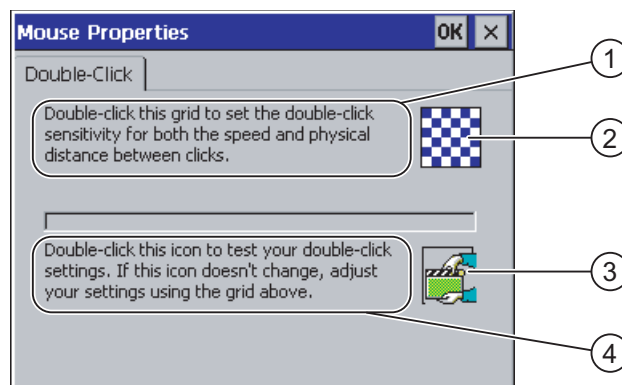 Mouse Properties OK ×
Double-Click
1
Double-click this grid to set the double-click
sensitivity for both the speed and physical
distance between clicks.
2
Double-click this icon to test your double-click
settings. If this icon doesn't change, adjust
your settings using the grid above.
3
4